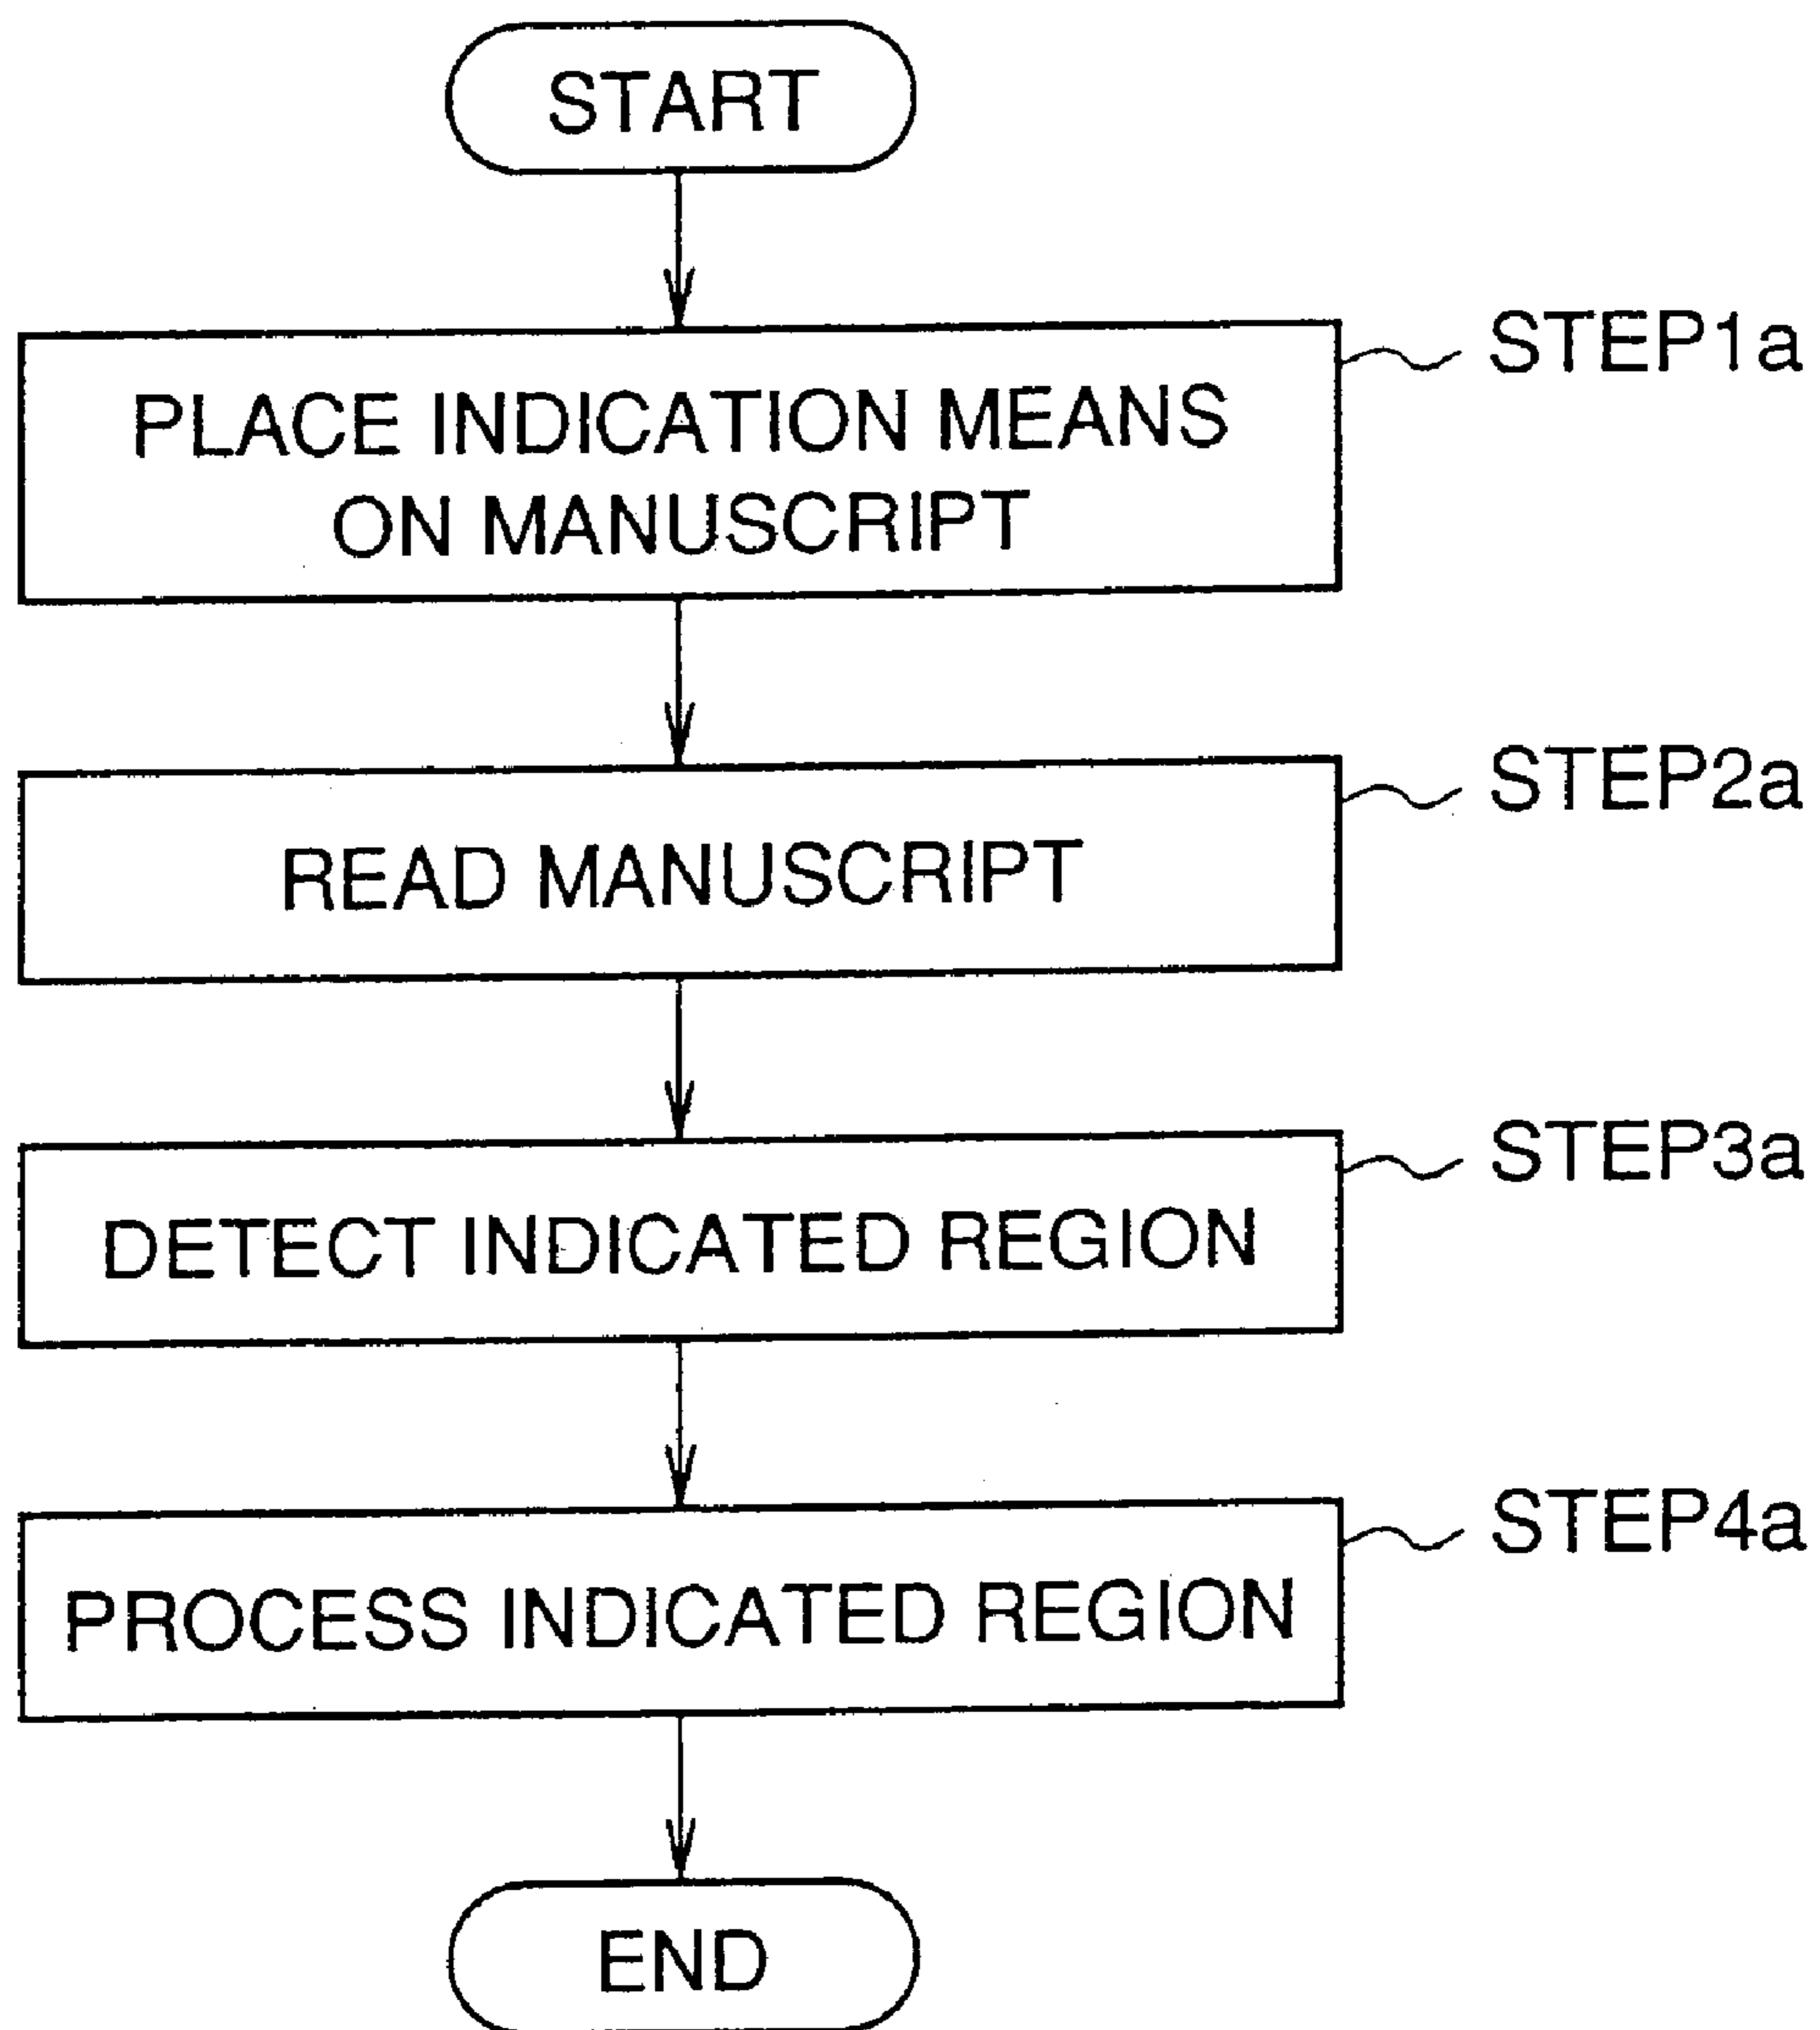 START
STEP1a
PLACE INDICATION MEANS
ON MANUSCRIPT
STEP2a
READ MANUSCRIPT
STEP3a
DETECT INDICATED REGION
STEP4a
PROCESS INDICATED REGION
END